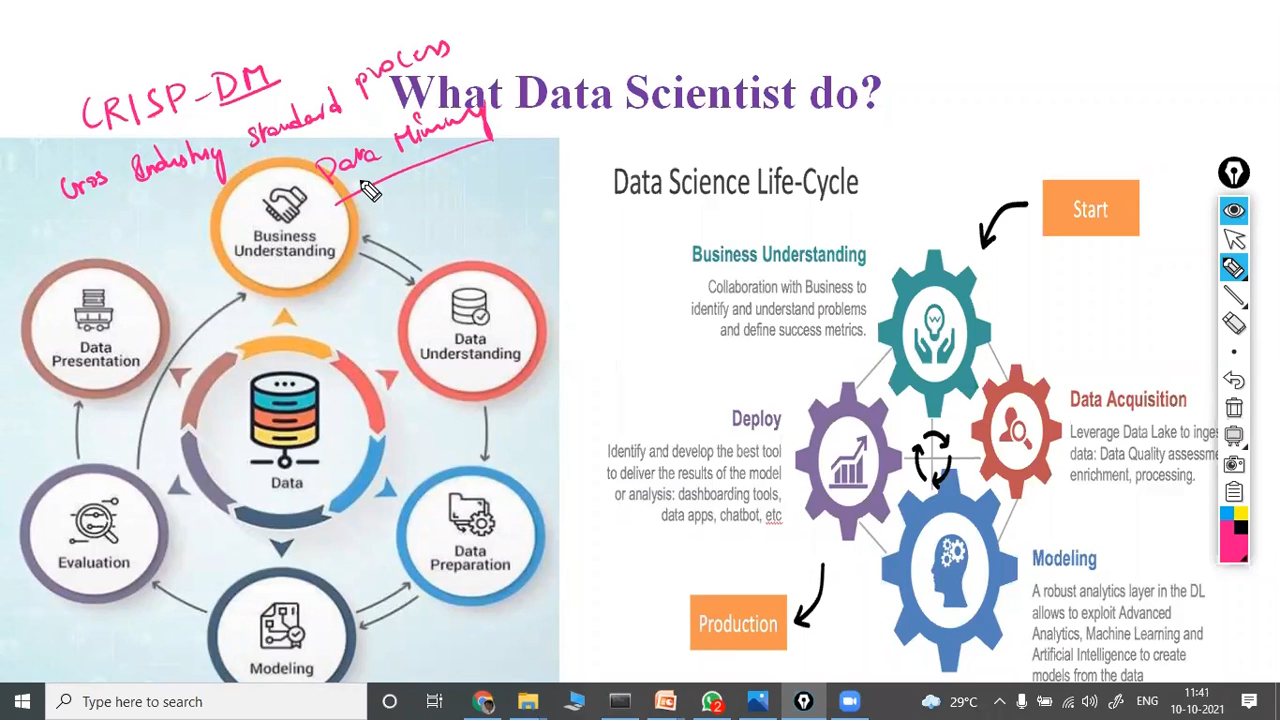 CRISP-DM
Cross Industry standard process
Data Mining
What Data Scientist do?
Business
Understanding
Data
Understanding
Data
Preparation
Modeling
Evaluation
Data
Presentation
Data
Data Science Life-Cycle
Start
Business Understanding
Collaboration with Business to
identify and understand problems
and define success metrics.
Data Acquisition
Leverage Data Lake to inges
data: Data Quality assessme
enrichment, processing.
Deploy
Identify and develop the best tool
to deliver the results of the model
or analysis: dashboarding tools,
data apps, chatbot, etc
Modeling
A robust analytics layer in the DL
allows to exploit Advanced
Analytics, Machine Learning and
Artificial Intelligence to create
models from the data
Production
Type here to search
2
29°C
ENG
11:41
10-10-2021